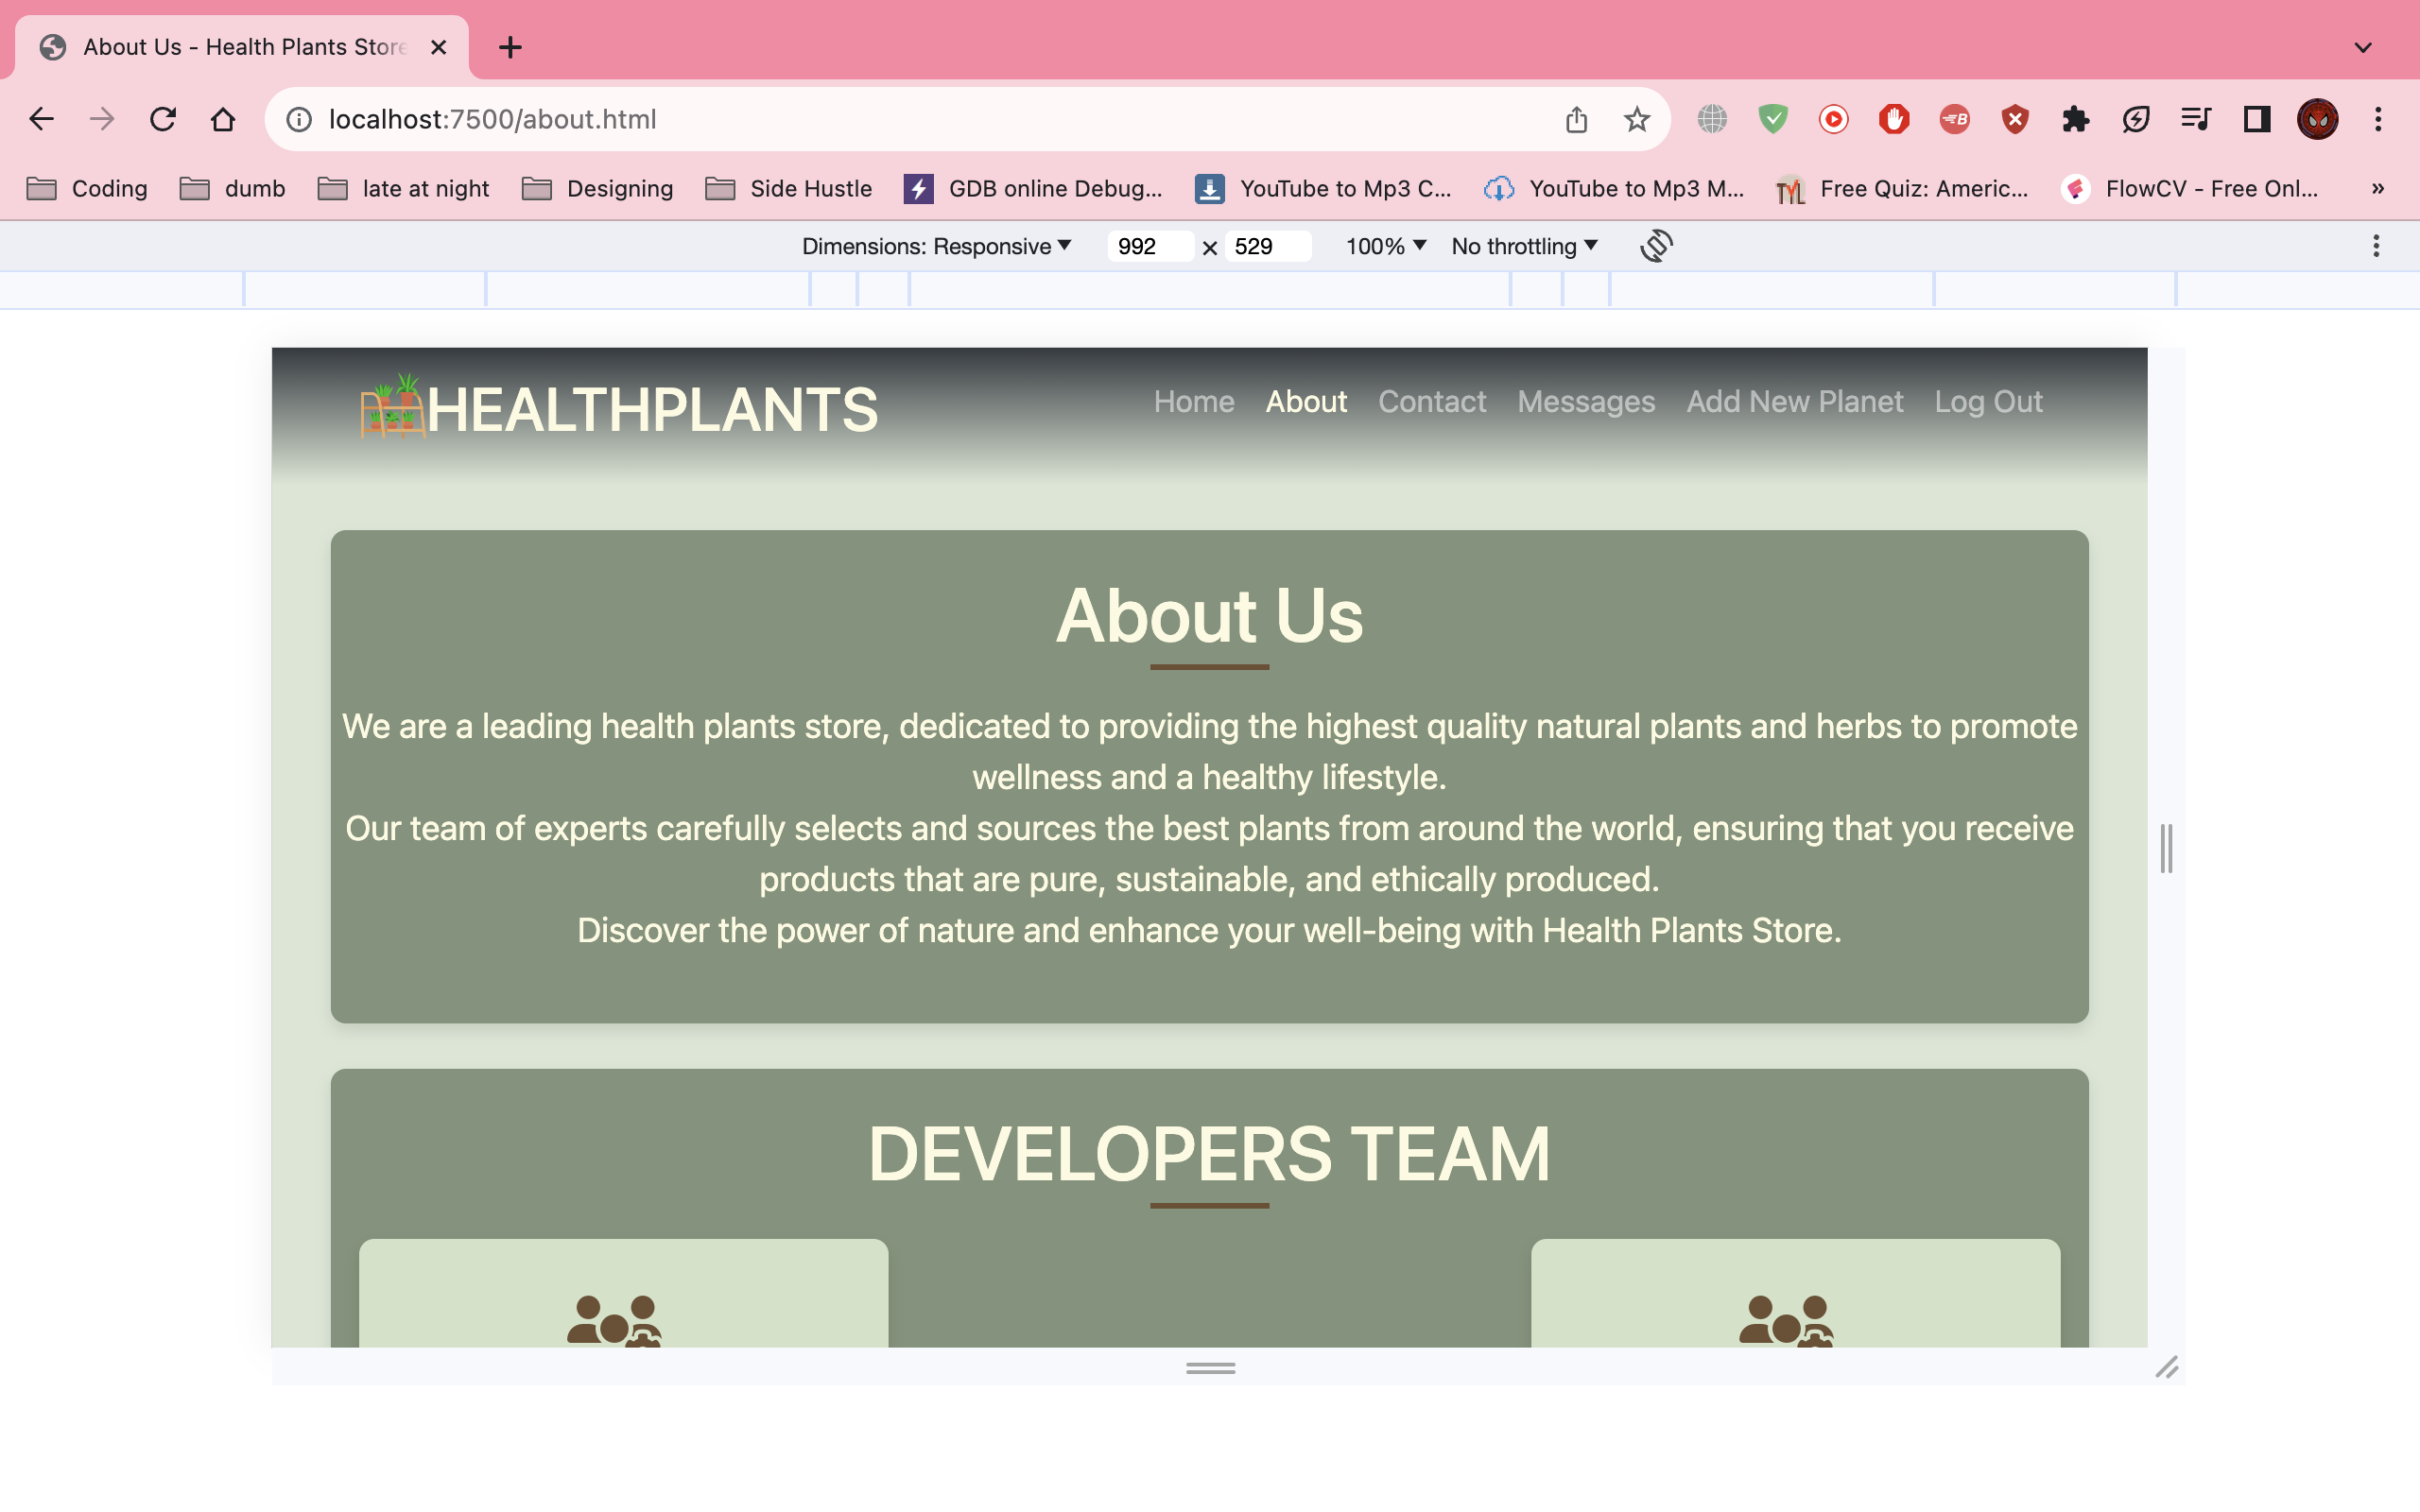 About Us - Health Plants Store
localhost:7500/about.html
Coding dumb late at night Designing Side Hustle GDB online Debug... YouTube to Mp3 C... YouTube to Mp3 M... Free Quiz: Americ... FlowCV - Free Onl... »
Dimensions: Responsive 992 × 529 100% No throttling
HEALTHPLANTS Home About Contact Messages Add New Planet Log Out
About Us
We are a leading health plants store, dedicated to providing the highest quality natural plants and herbs to promote
wellness and a healthy lifestyle.
Our team of experts carefully selects and sources the best plants from around the world, ensuring that you receive
products that are pure, sustainable, and ethically produced.
Discover the power of nature and enhance your well-being with Health Plants Store.
DEVELOPERS TEAM